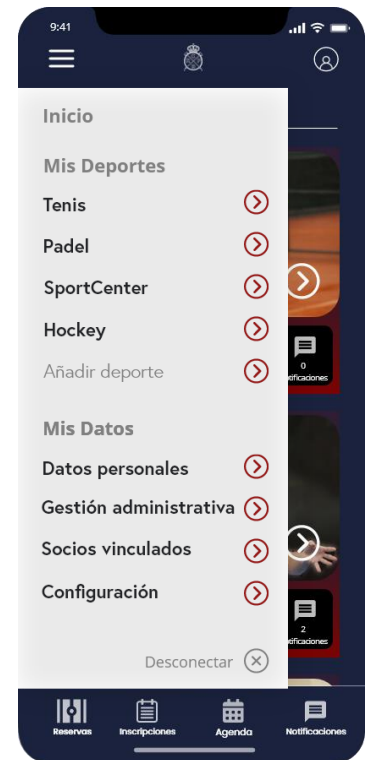 9:41
Inicio
Mis Deportes
Tenis
Padel
SportCenter
Hockey
Añadir deporte
0
tificaciones
Mis Datos
Datos personales
Gestión administrativa
Socios vinculados
Configuración
2
tificaciones
Desconectar
Reservas
Inscripciones
Agenda
Notificaciones